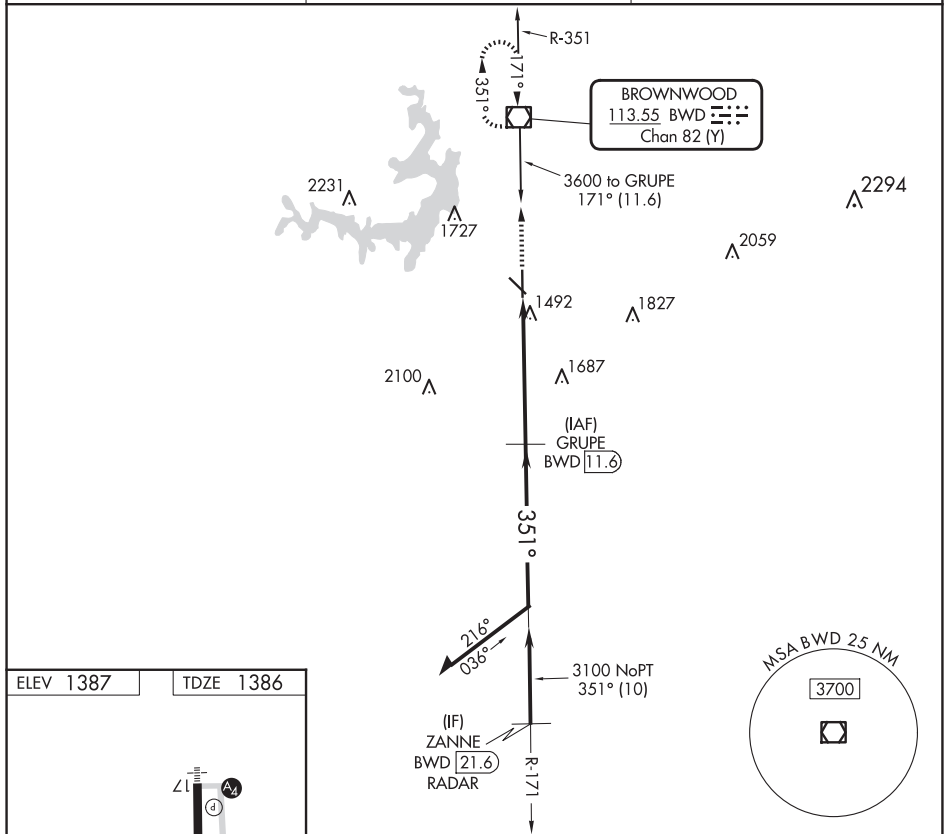 R-351
171°
351°
BROWNWOOD
113.55 BWD
Chan 82 (Y)
3600 to GRUPE
171° (11.6)
2231
1727
2294
2059
1492
1827
2100
1687
(IAF)
GRUPE
BWD 11.6
351°
216°
036°
3100 NoPT
351° (10)
(IF)
ZANNE
BWD 21.6
RADAR
R-171
MSA BWD 25 NM
3700
ELEV 1387
TDZE 1386
17
A4
P